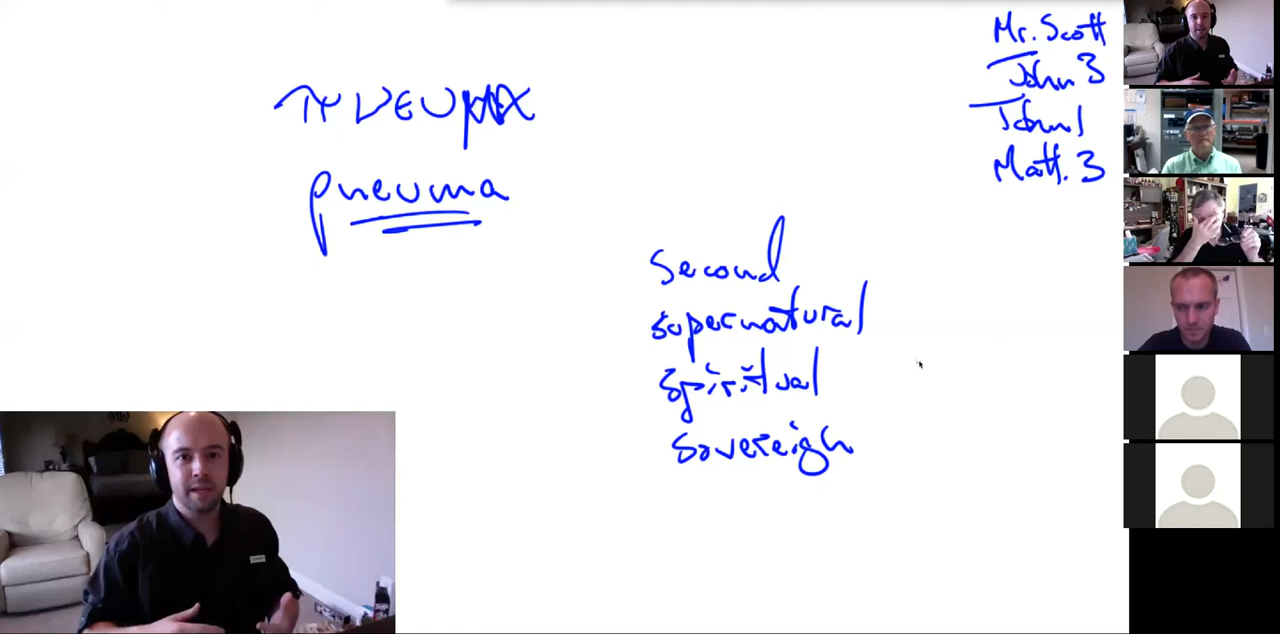 πνευμα
pneuma
second
supernatural
spiritual
sovereign
Mr. Scott
John 3
John 1
Matt. 3